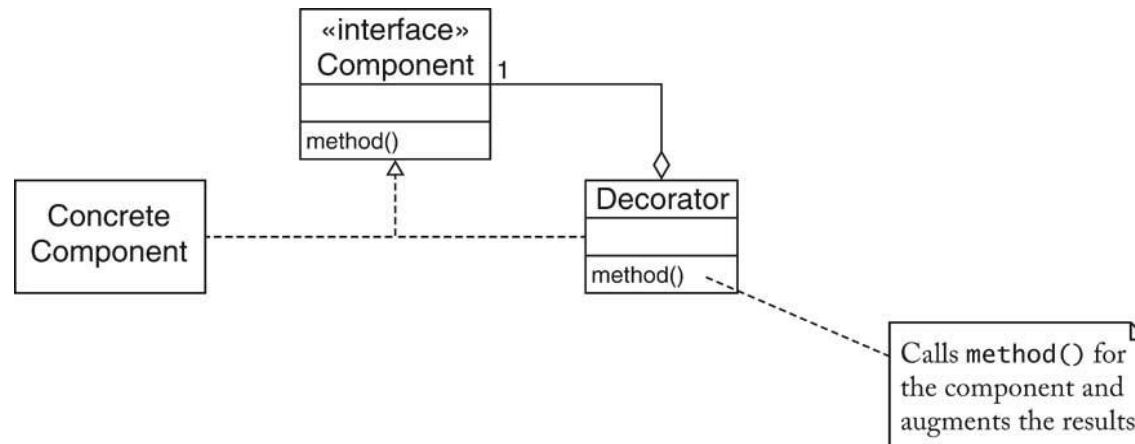 «interface»
Component
1
method()
Concrete
Component
Decorator
method()
Calls method() for
the component and
augments the results